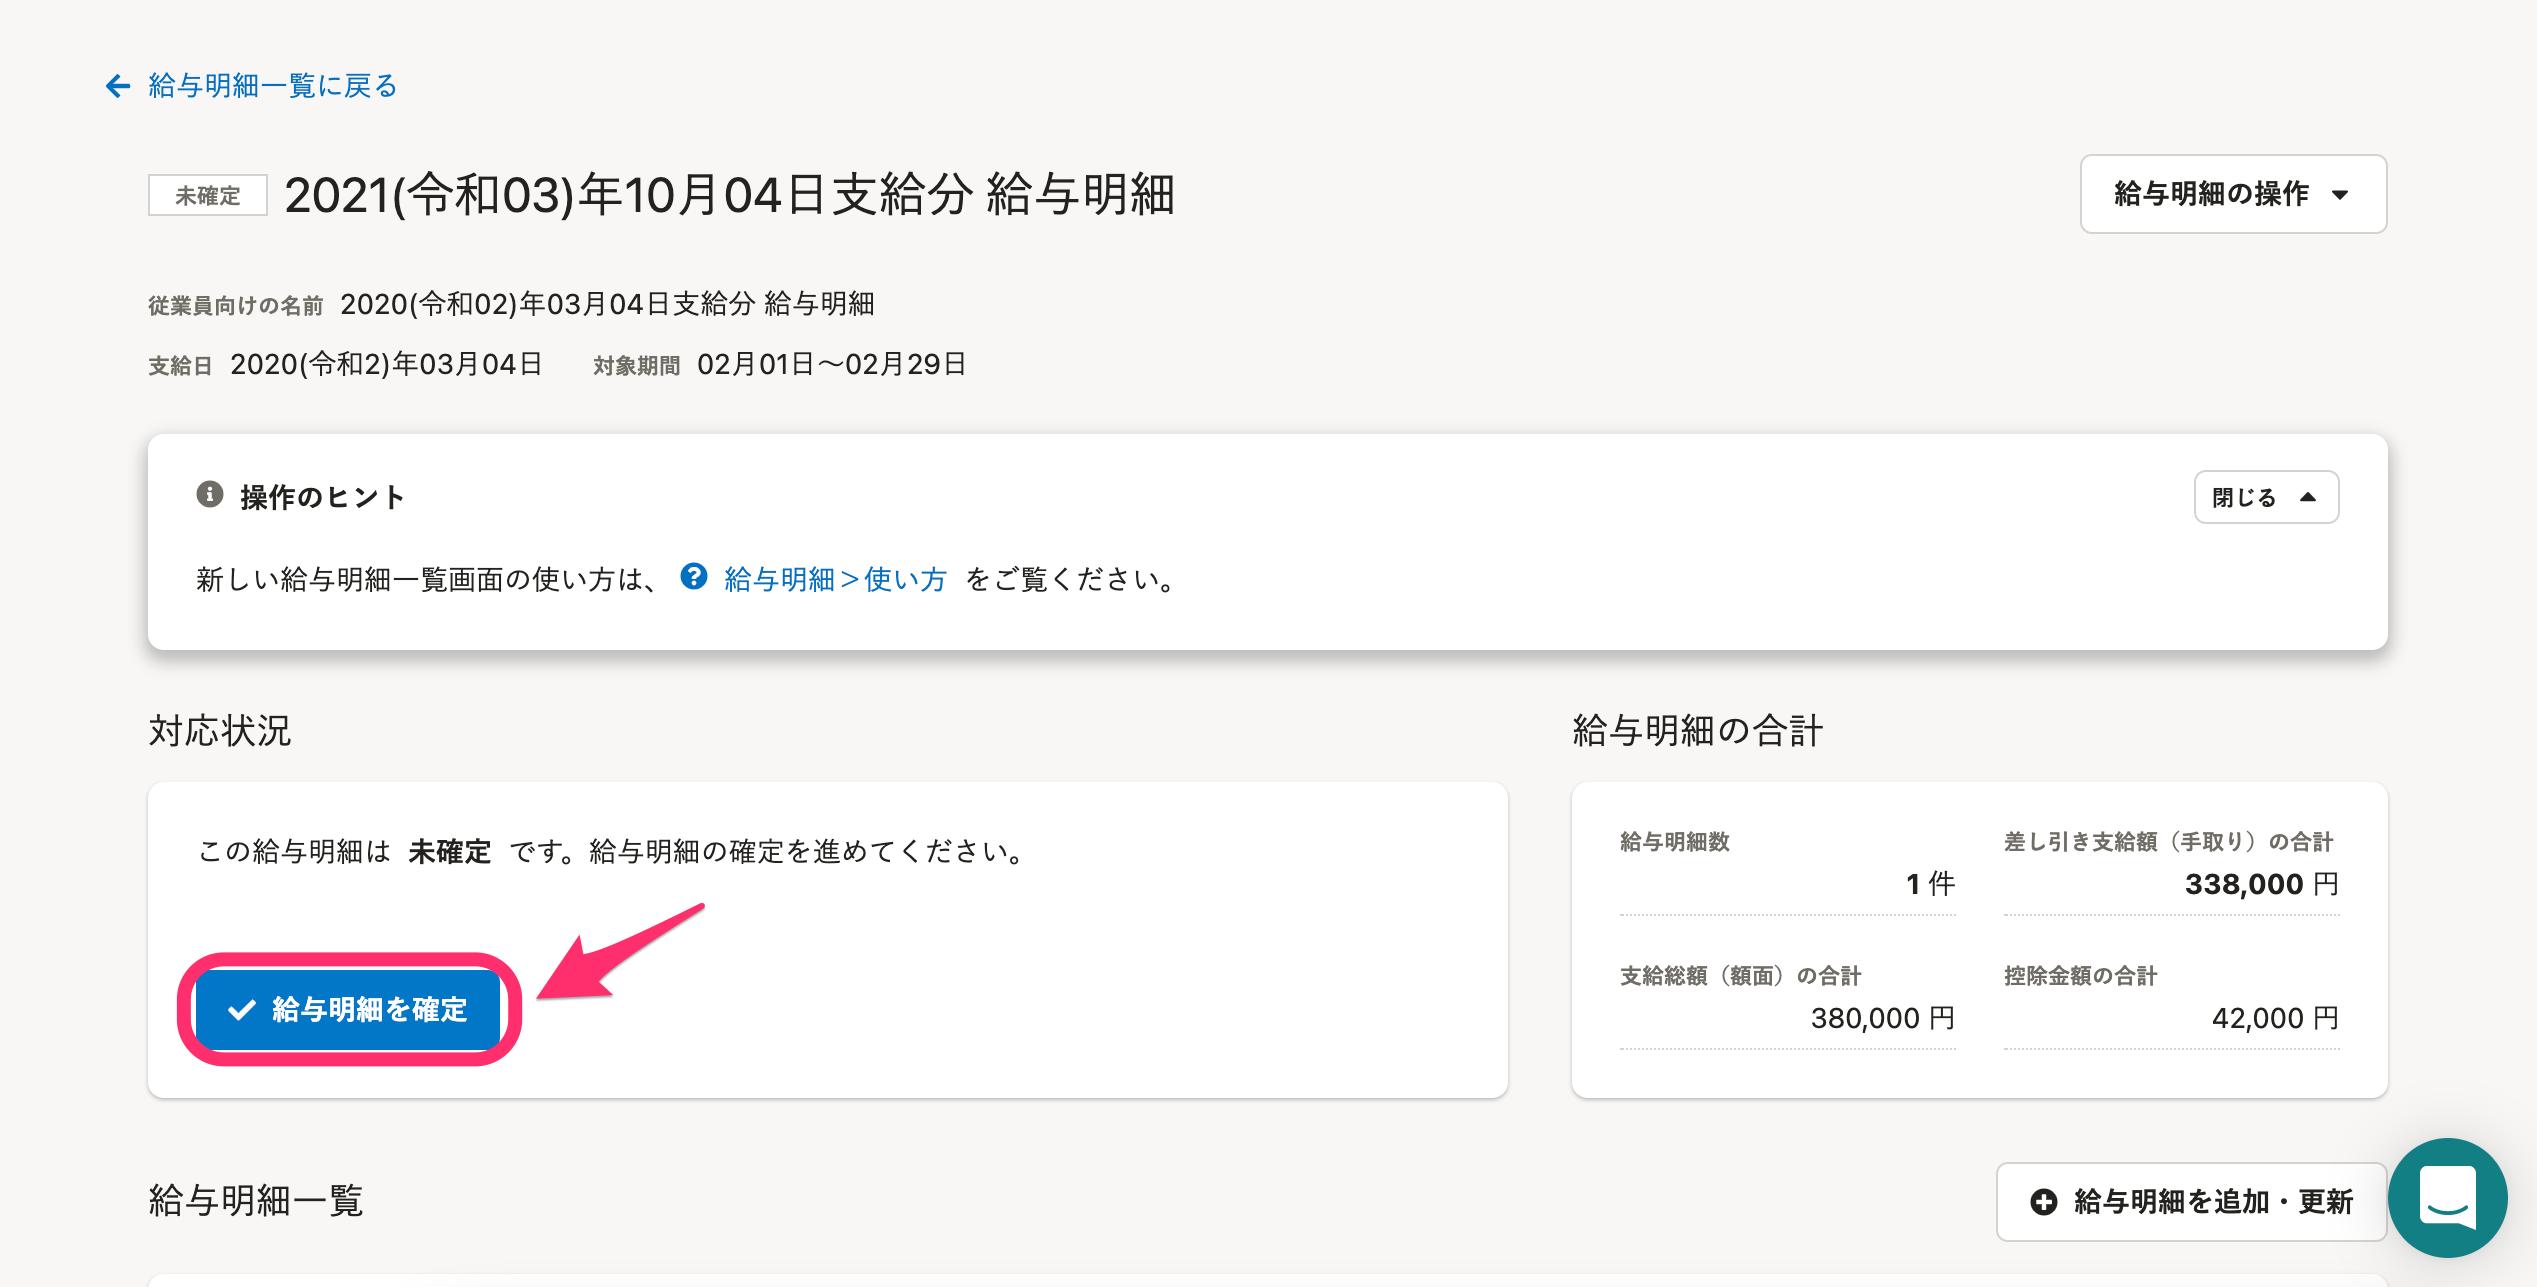 給与明細一覧に戻る
未確定 2021(令和03)年10月04日支給分 給与明細
給与明細の操作
従業員向けの名前 2020(令和02)年03月04日支給分 給与明細
支給日 2020(令和2)年03月04日 対象期間 02月01日〜02月29日
操作のヒント
閉じる
新しい給与明細一覧画面の使い方は、 給与明細＞使い方 をご覧ください。
対応状況
この給与明細は 未確定 です。給与明細の確定を進めてください。
給与明細を確定
給与明細の合計
給与明細数
1 件
差し引き支給額（手取り）の合計
338,000 円
支給総額（額面）の合計
380,000 円
控除金額の合計
42,000 円
給与明細一覧
給与明細を追加・更新